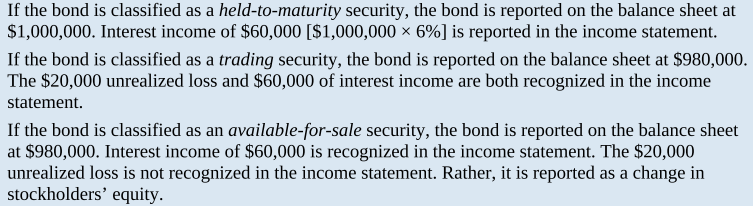 If the bond is classified as a held-to-maturity security, the bond is reported on the balance sheet at
$1,000,000. Interest income of $60,000 [$1,000,000 × 6%] is reported in the income statement.
If the bond is classified as a trading security, the bond is reported on the balance sheet at $980,000.
The $20,000 unrealized loss and $60,000 of interest income are both recognized in the income
statement.
If the bond is classified as an available-for-sale security, the bond is reported on the balance sheet
at $980,000. Interest income of $60,000 is recognized in the income statement. The $20,000
unrealized loss is not recognized in the income statement. Rather, it is reported as a change in
stockholders’ equity.